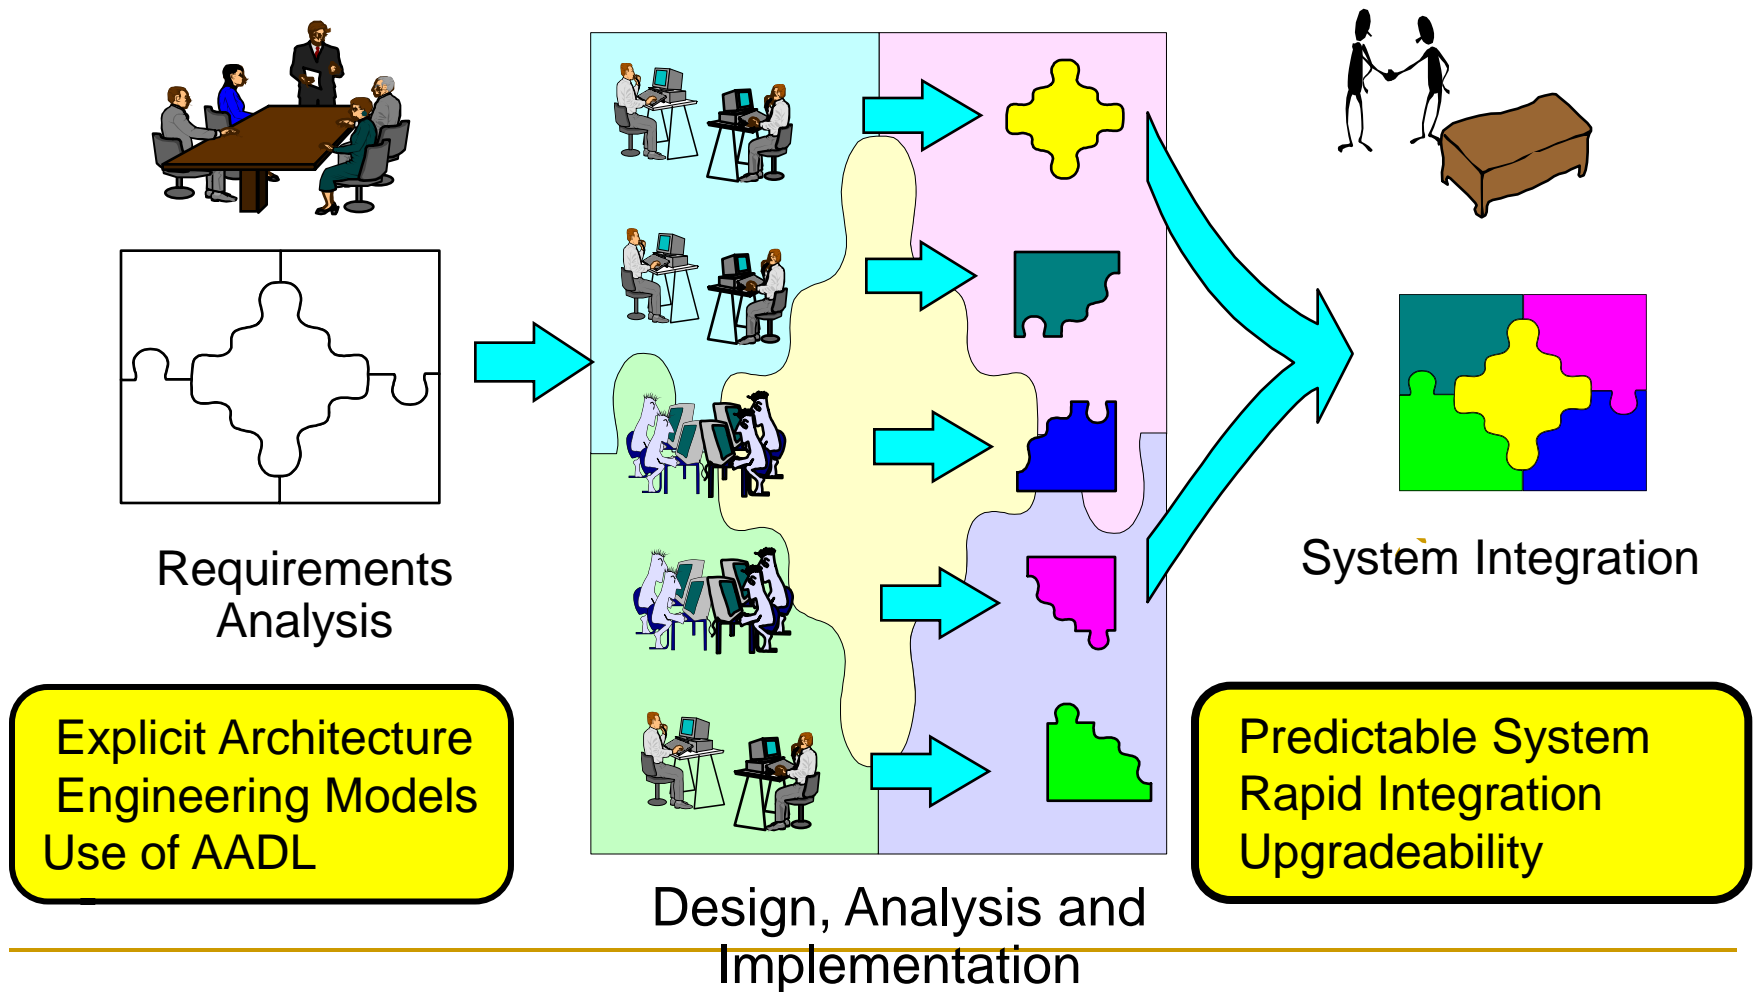 Requirements
Analysis
Explicit Architecture
Engineering Models
Use of AADL
Design, Analysis and
Implementation
System Integration
Predictable System
Rapid Integration
Upgradeability